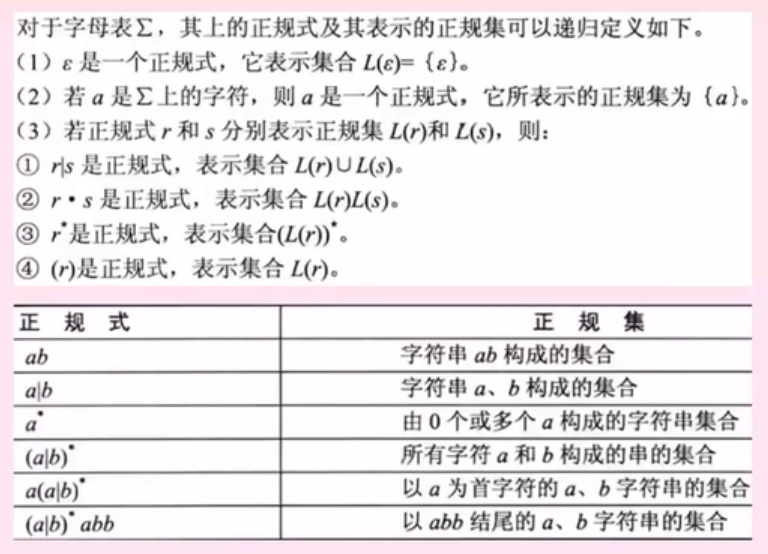 对于字母表∑，其上的正规式及其表示的正规集可以递归定义如下。
（1）ε 是一个正规式，它表示集合 L(ε)= {ε}。
（2）若 a 是∑上的字符，则 a 是一个正规式，它所表示的正规集为 {a}。
（3）若正规式 r 和 s 分别表示正规集 L(r)和 L(s)，则：
① r|s 是正规式，表示集合 L(r)∪L(s)。
② r • s 是正规式，表示集合 L(r)L(s)。
③ r*是正规式，表示集合(L(r))*。
④ (r)是正规式，表示集合 L(r)。
正 规 式 正 规 集
ab 字符串 ab 构成的集合
a|b 字符串 a、b 构成的集合
a* 由 0 个或多个 a 构成的字符串集合
(a|b)* 所有字符 a 和 b 构成的串的集合
a(a|b)* 以 a 为首字符的 a、b 字符串的集合
(a|b)* abb 以 abb 结尾的 a、b 字符串的集合